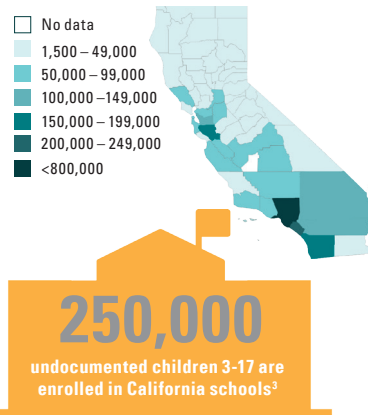 No data
1,500 – 49,000
50,000 – 99,000
100,000 –149,000
150,000 – 199,000
200,000 – 249,000
<800,000
250,000
undocumented children 3-17 are
enrolled in California schools³